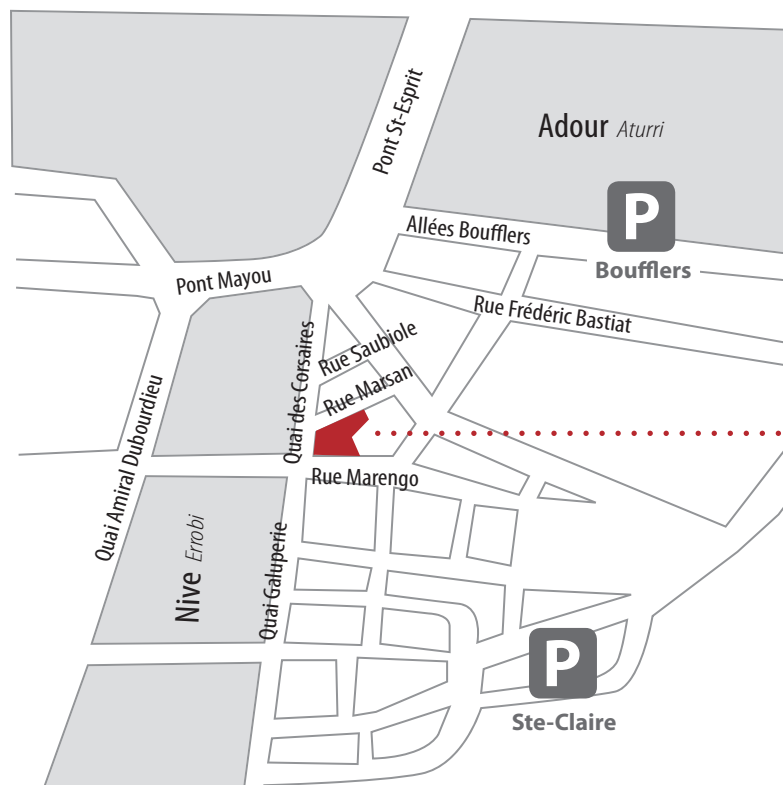 Pont St-Esprit
Adour Aturri
P
Allées Boufflers
Boufflers
Pont Mayou
Rue Frédéric Bastiat
Rue Saubiole
Quai des Corsaires
Rue Marsan
Quai Amiral Dubourdieu
Rue Marengo
Nive Errobi
Quai Galuperie
P
Ste-Claire